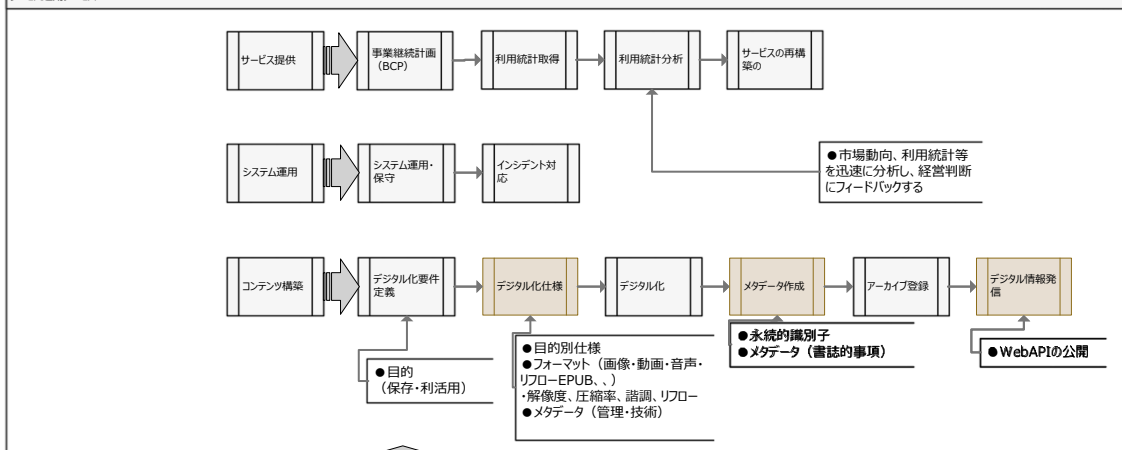 サービス提供
事業継続計画
（BCP）
利用統計取得
利用統計分析
サービスの再構
築の
●市場動向、利用統計等
を迅速に分析し、経営判断
にフィードバックする
システム運用
システム運用・
保守
インシデント対
応
コンテンツ構築
デジタル化要件
定義
デジタル化仕様
デジタル化
メタデータ作成
アーカイブ登録
デジタル情報発
信
●目的
（保存・利活用）
●目的別仕様
●フォーマット（画像・動画・音声・
リフローEPUB、、）
・解像度、圧縮率、諧調、リフロー
●メタデータ（管理・技術）
●永続的識別子
●メタデータ（書誌的事項）
●WebAPIの公開